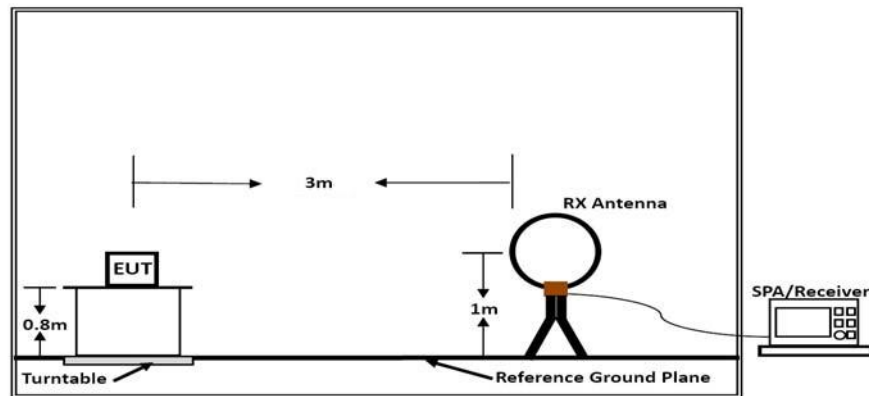 3m
RX Antenna
EUT
SPA/Receiver
0.8m
1m
Turntable
Reference Ground Plane